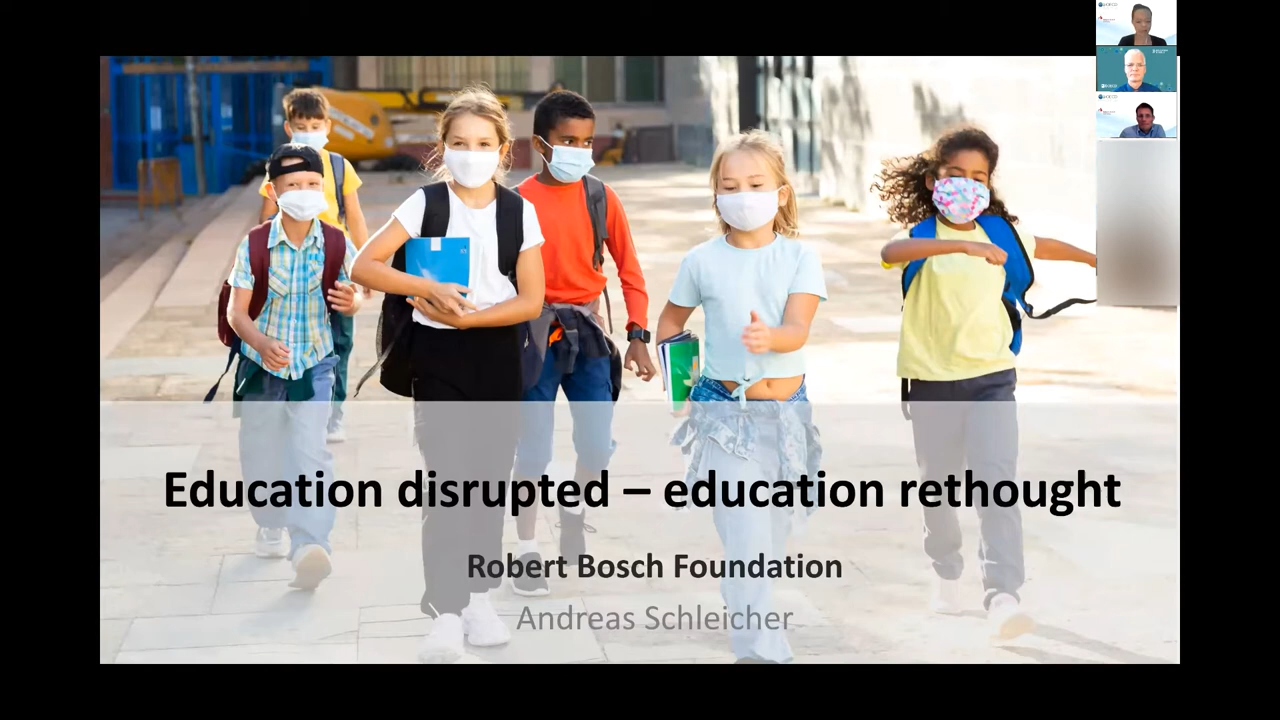 Education disrupted – education rethought
Robert Bosch Foundation
Andreas Schleicher